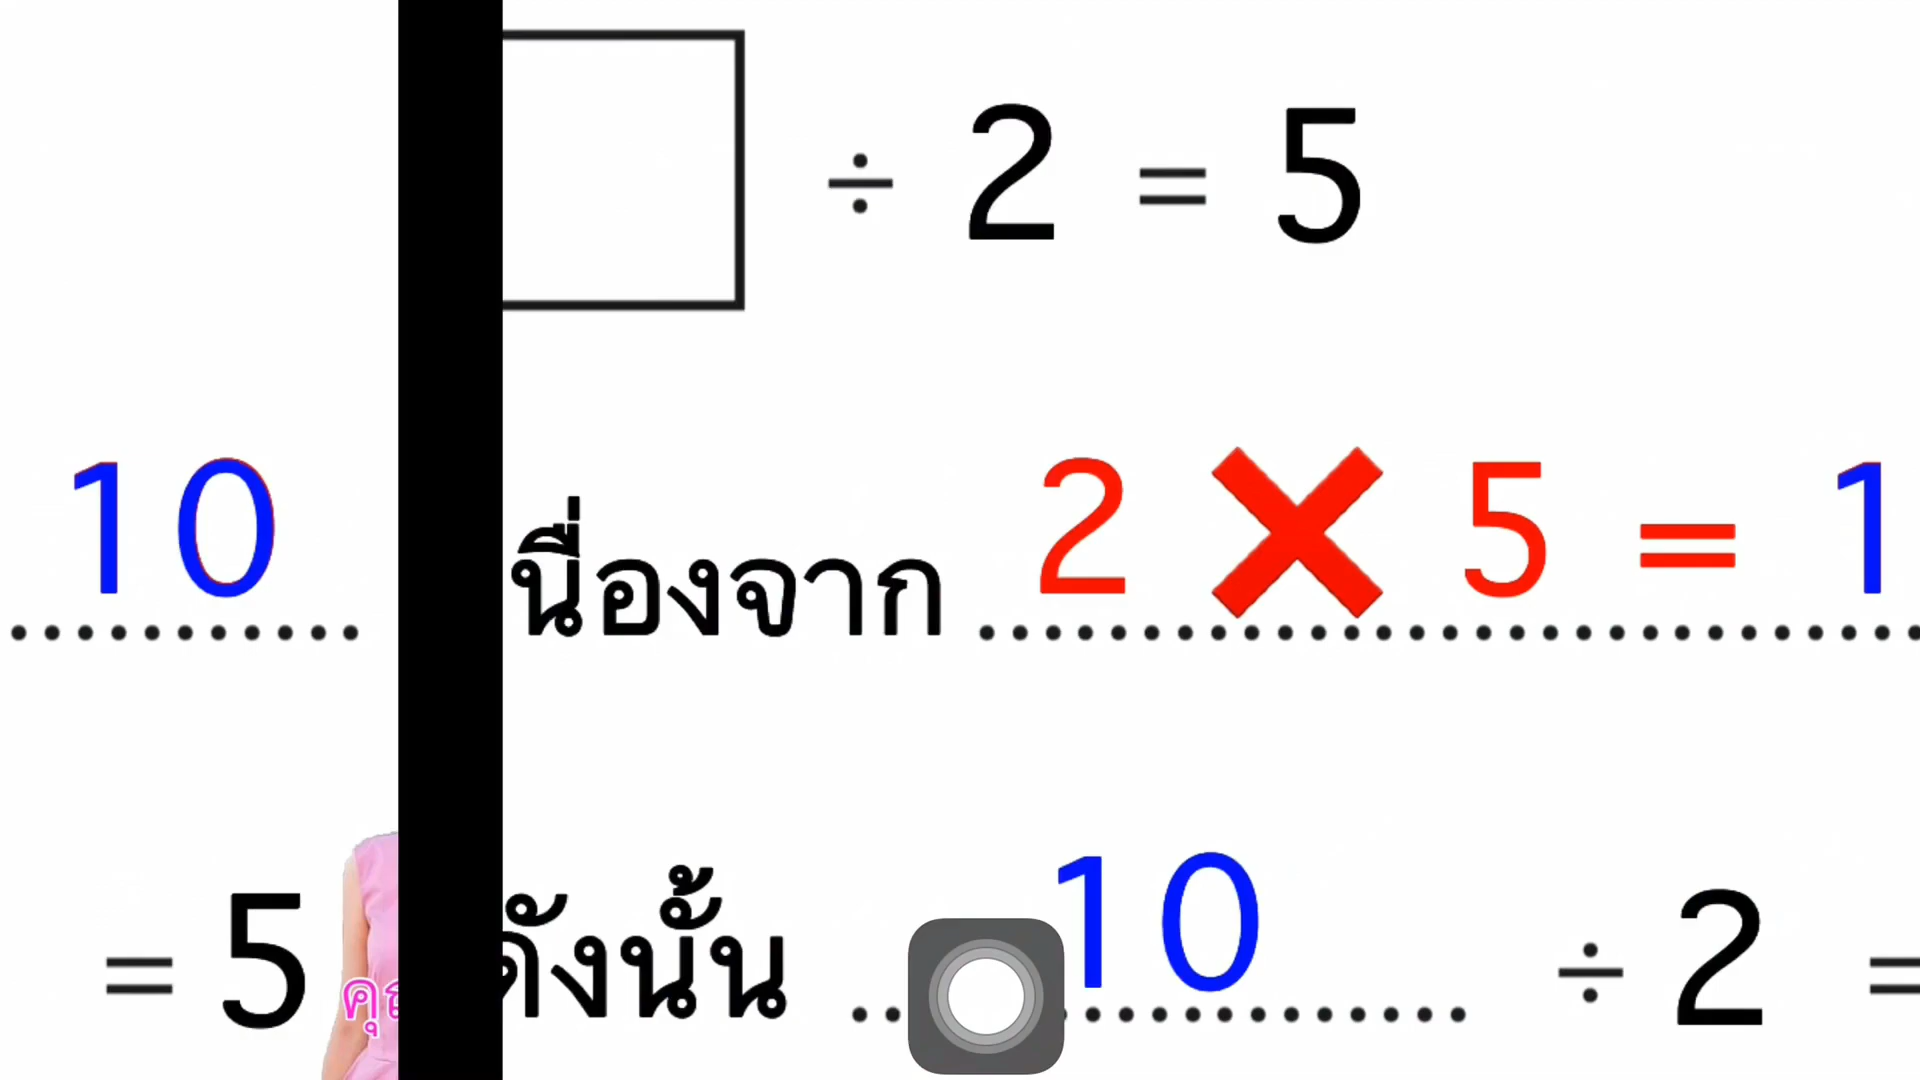 ÷ 2 = 5
10 นื่องจาก 2 × 5 = 1
= 5 ดังนั้น 10 ÷ 2 =